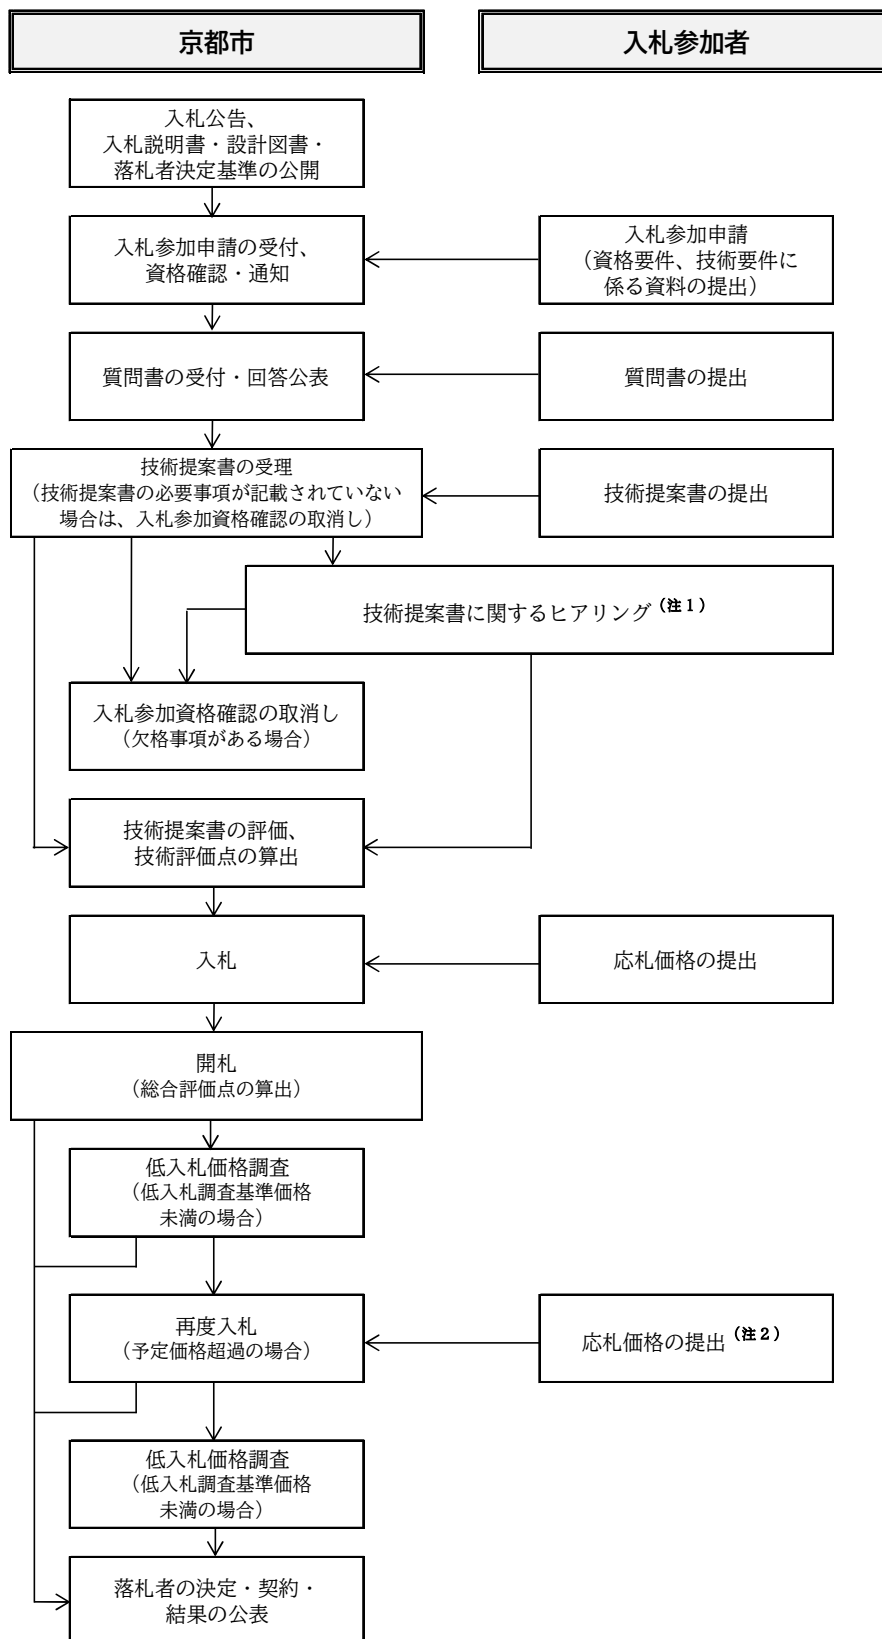 京都市
入札参加者
入札公告、
入札説明書・設計図書・
落札者決定基準の公開
入札参加申請の受付、
資格確認・通知
入札参加申請
（資格要件、技術要件に
係る資料の提出）
質問書の受付・回答公表
質問書の提出
技術提案書の受理
（技術提案書の必要事項が記載されていない
場合は、入札参加資格確認の取消し）
技術提案書の提出
技術提案書に関するヒアリング（注１）
入札参加資格確認の取消し
（欠格事項がある場合）
技術提案書の評価、
技術評価点の算出
入札
応札価格の提出
開札
（総合評価点の算出）
低入札価格調査
（低入札調査基準価格
未満の場合）
再度入札
（予定価格超過の場合）
応札価格の提出（注２）
低入札価格調査
（低入札調査基準価格
未満の場合）
落札者の決定・契約・
結果の公表